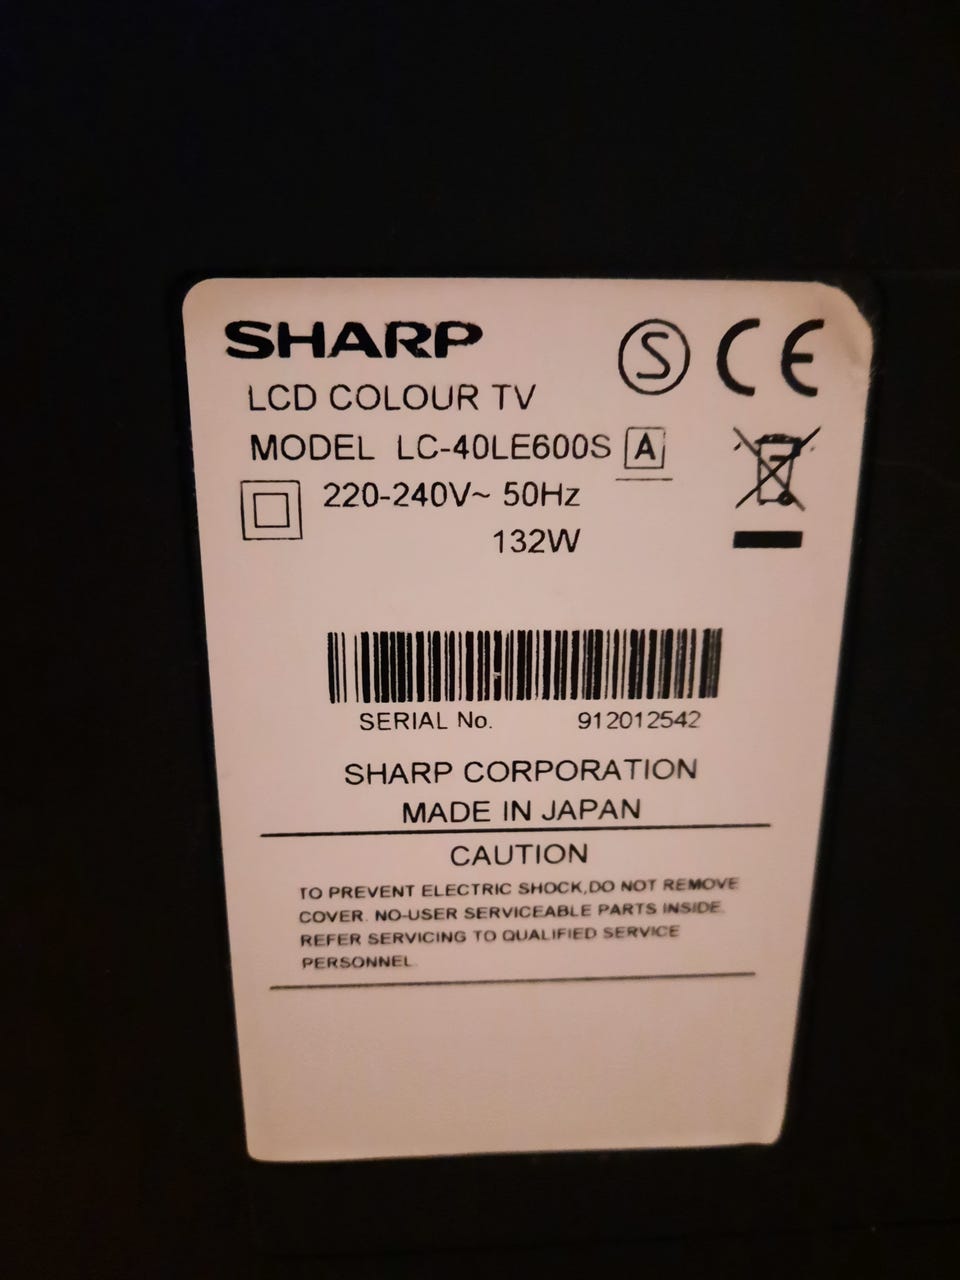 SHARP
LCD COLOUR TV
MODEL LC-40LE600S A
220-240V~ 50Hz
132W
SERIAL No. 912012542
SHARP CORPORATION
MADE IN JAPAN
CAUTION
TO PREVENT ELECTRIC SHOCK,DO NOT REMOVE
COVER. NO-USER SERVICEABLE PARTS INSIDE.
REFER SERVICING TO QUALIFIED SERVICE
PERSONNEL.
S CE